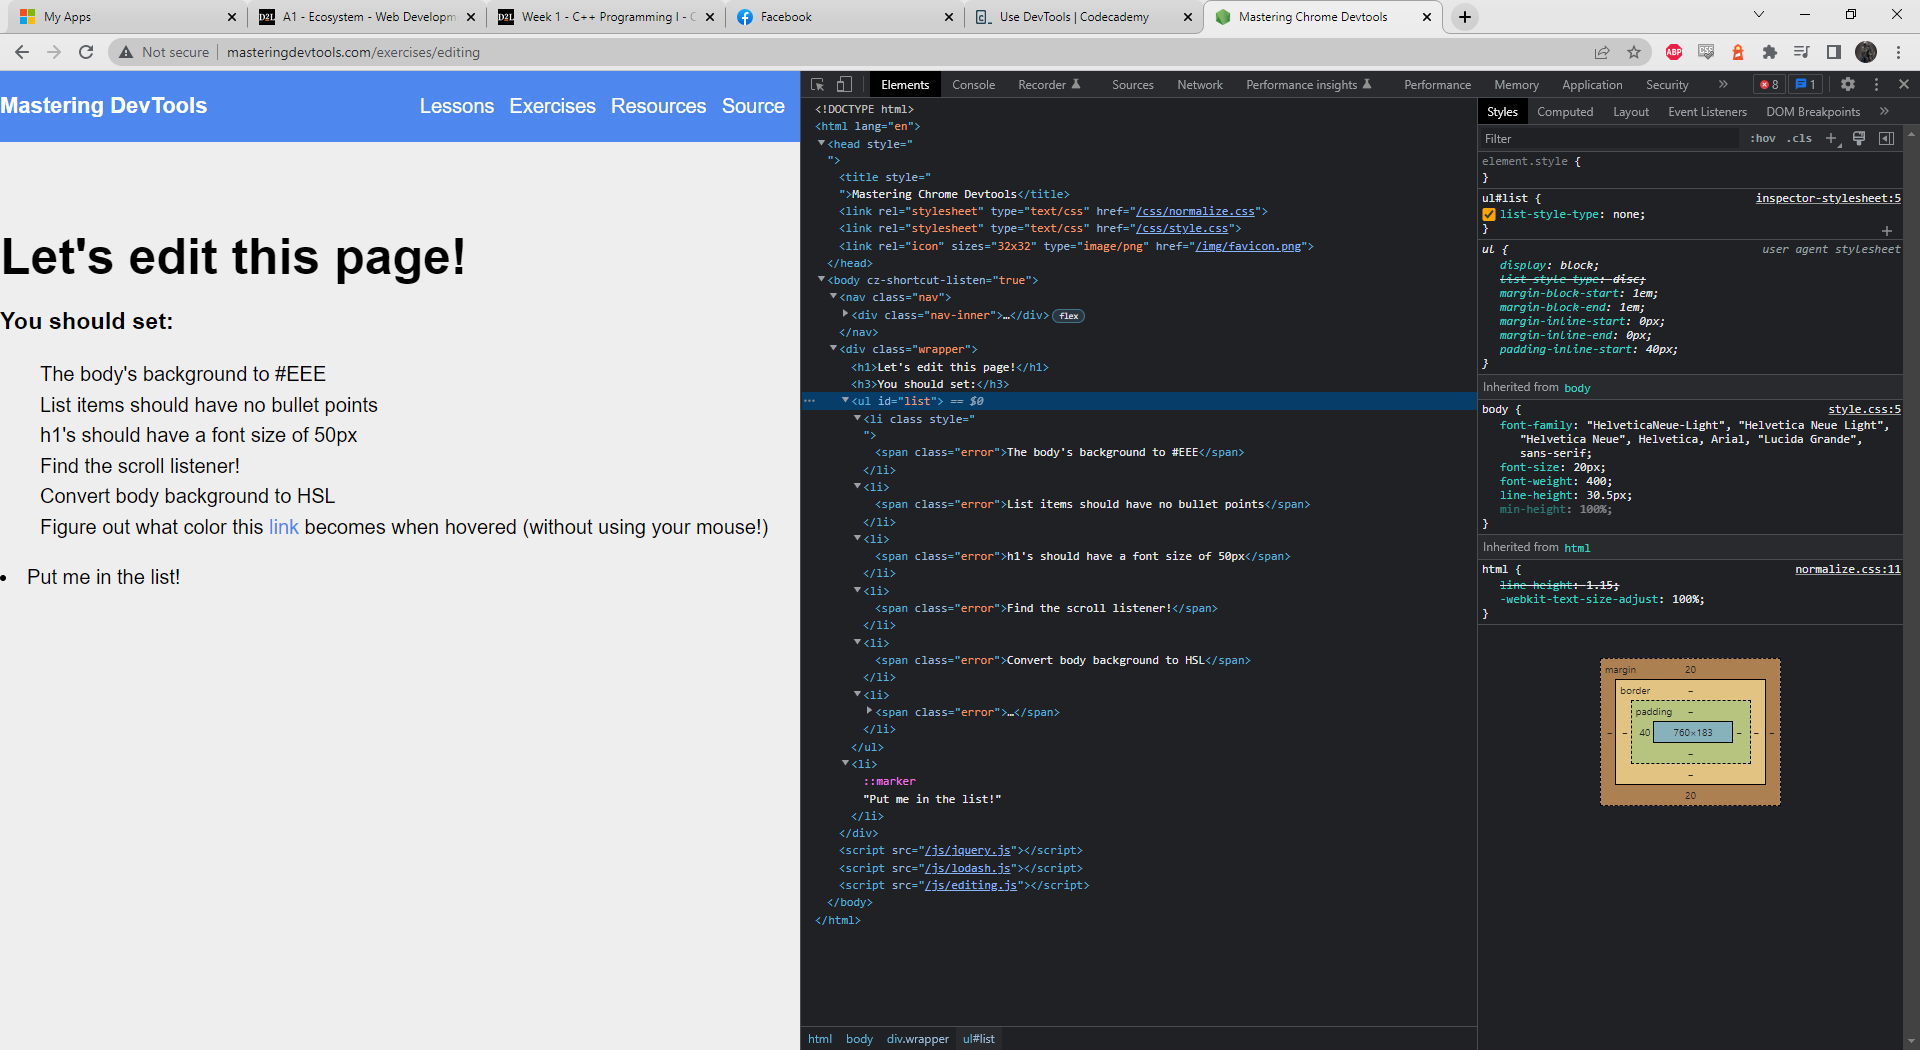 My Apps
A1 - Ecosystem - Web Developm
Week 1 - C++ Programming I - C
Facebook
Use DevTools | Codecademy
Mastering Chrome Devtools
Not secure
masteringdevtools.com/exercises/editing
ABP
Mastering DevTools
Lessons Exercises Resources Source
Let's edit this page!
You should set:
The body's background to #EEE
List items should have no bullet points
h1's should have a font size of 50px
Find the scroll listener!
Convert body background to HSL
Figure out what color this link becomes when hovered (without using your mouse!)
• Put me in the list!
Elements Console Recorder Sources Network Performance insights Performance Memory Application Security » 8 1
<!DOCTYPE html>
<html lang="en">
<head style="
">
<title style="
">Mastering Chrome Devtools</title>
<link rel="stylesheet" type="text/css" href="/css/normalize.css">
<link rel="stylesheet" type="text/css" href="/css/style.css">
<link rel="icon" sizes="32x32" type="image/png" href="/img/favicon.png">
</head>
<body cz-shortcut-listen="true">
<nav class="nav">
<div class="nav-inner">…</div> flex
</nav>
<div class="wrapper">
<h1>Let's edit this page!</h1>
<h3>You should set:</h3>
<ul id="list"> == $0
<li class style="
">
<span class="error">The body's background to #EEE</span>
</li>
<li>
<span class="error">List items should have no bullet points</span>
</li>
<li>
<span class="error">h1's should have a font size of 50px</span>
</li>
<li>
<span class="error">Find the scroll listener!</span>
</li>
<li>
<span class="error">Convert body background to HSL</span>
</li>
<li>
<span class="error">…</span>
</li>
</ul>
<li>
::marker
"Put me in the list!"
</li>
</div>
<script src="/js/jquery.js"></script>
<script src="/js/lodash.js"></script>
<script src="/js/editing.js"></script>
</body>
</html>
html body div.wrapper ul#list
Styles Computed Layout Event Listeners DOM Breakpoints »
Filter :hov .cls +
element.style {
}
ul#list { inspector-stylesheet:5
list-style-type: none;
}
ul { user agent stylesheet
display: block;
list-style-type: disc;
margin-block-start: 1em;
margin-block-end: 1em;
margin-inline-start: 0px;
margin-inline-end: 0px;
padding-inline-start: 40px;
}
Inherited from body
body { style.css:5
font-family: "HelveticaNeue-Light", "Helvetica Neue Light",
"Helvetica Neue", Helvetica, Arial, "Lucida Grande",
sans-serif;
font-size: 20px;
font-weight: 400;
line-height: 30.5px;
min-height: 100%;
}
Inherited from html
html { normalize.css:11
line-height: 1.15;
-webkit-text-size-adjust: 100%;
}
margin 20
border –
padding –
– – 40 760×183 – – –
–
–
20